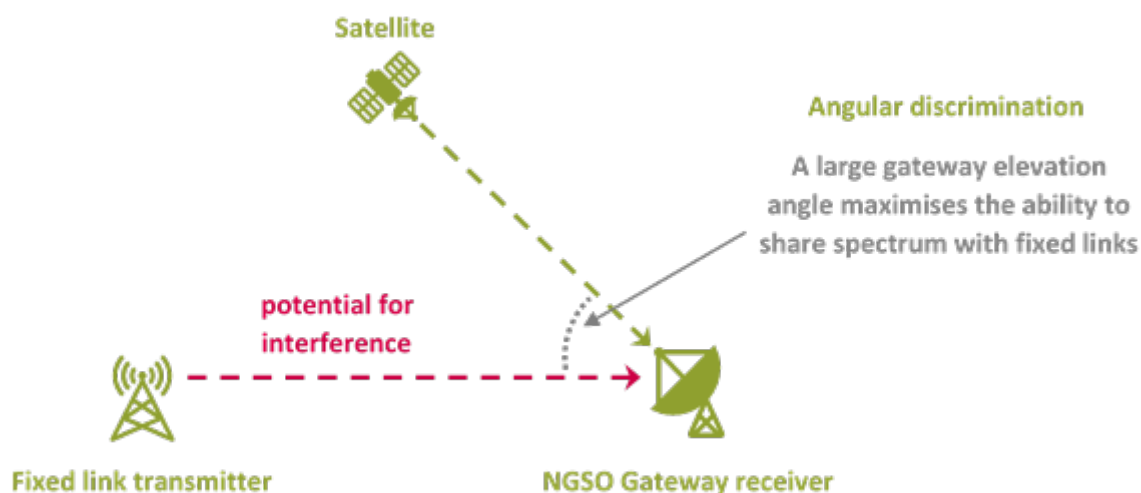 Satellite
Angular discrimination
A large gateway elevation
angle maximises the ability to
share spectrum with fixed links
potential for
interference
Fixed link transmitter
NGSO Gateway receiver